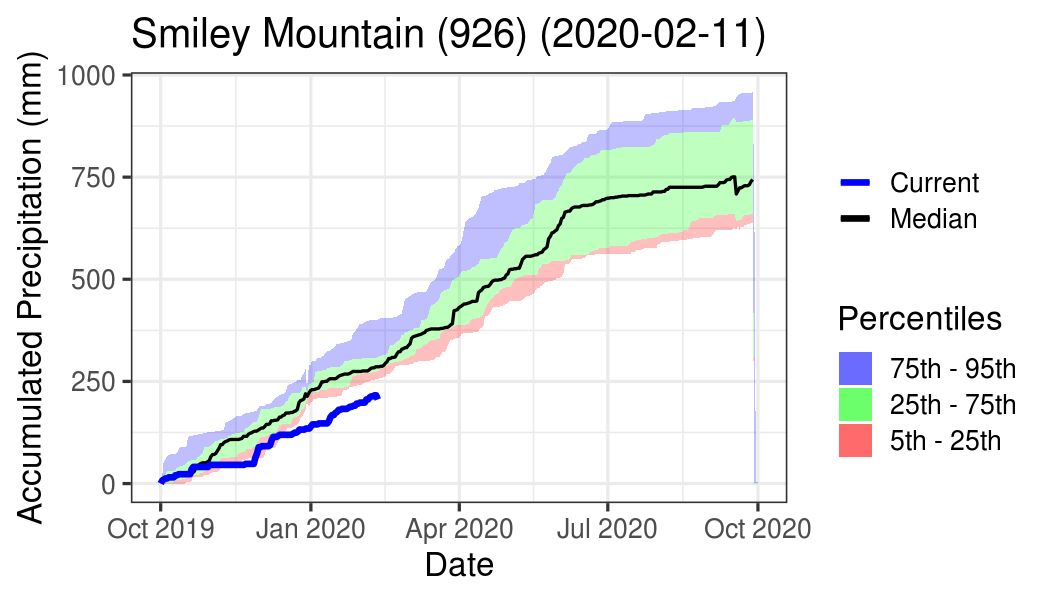 Smiley Mountain (926) (2020-02-11)
Accumulated Precipitation (mm)
1000
750
500
250
0
Oct 2019
Jan 2020
Apr 2020
Jul 2020
Oct 2020
Date
Current
Median
Percentiles
75th - 95th
25th - 75th
5th - 25th